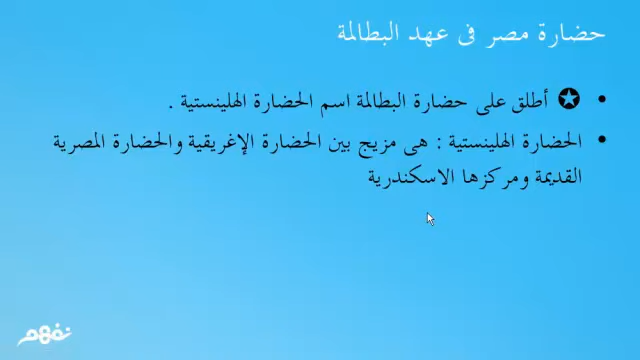 حضارة مصر فى عهد البطالمة
• ✪ أطلق على حضارة البطالمة اسم الحضارة الهلينستية .
• الحضارة الهلينستية : هى مزيج بين الحضارة الإغريقية والحضارة المصرية
القديمة ومركزها الاسكندرية
نفهم